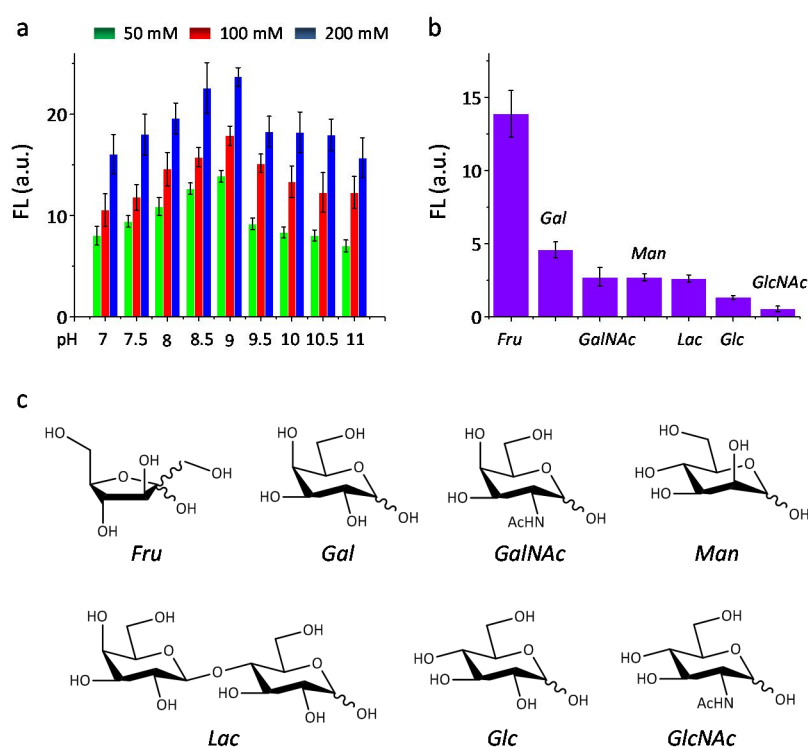 a
50 mM 100 mM 200 mM
FL (a.u.)
20
10
0
pH 7 7.5 8 8.5 9 9.5 10 10.5 11
b
FL (a.u.)
15
10
5
0
Gal
Man
GlcNAc
Fru
GalNAc
Lac
Glc
c
HO
HO
O
OH
OH
OH
Fru
HO
OH
O
HO
OH
OH
Gal
HO
OH
O
HO
AcHN
OH
GalNAc
HO
OH
HO
O
HO
OH
Man
HO
OH
O
HO
OH
O
OH
O
HO
OH
OH
Lac
OH
HO
O
HO
OH
OH
Glc
OH
HO
O
HO
AcHN
OH
GlcNAc